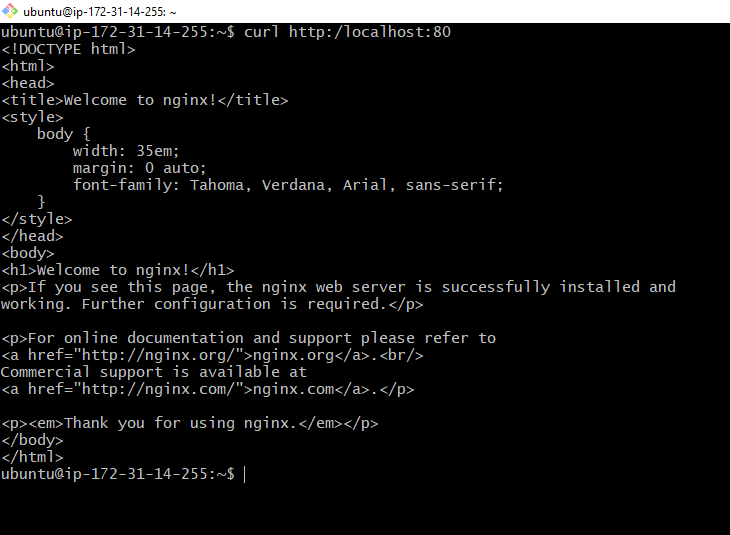 ubuntu@ip-172-31-14-255: ~
ubuntu@ip-172-31-14-255:~$ curl http:/localhost:80
<!DOCTYPE html>
<html>
<head>
<title>Welcome to nginx!</title>
<style>
    body {
        width: 35em;
        margin: 0 auto;
        font-family: Tahoma, Verdana, Arial, sans-serif;
    }
</style>
</head>
<body>
<h1>Welcome to nginx!</h1>
<p>If you see this page, the nginx web server is successfully installed and
working. Further configuration is required.</p>

<p>For online documentation and support please refer to
<a href="http://nginx.org/">nginx.org</a>.<br/>
Commercial support is available at
<a href="http://nginx.com/">nginx.com</a>.</p>

<p><em>Thank you for using nginx.</em></p>
</body>
</html>
ubuntu@ip-172-31-14-255:~$